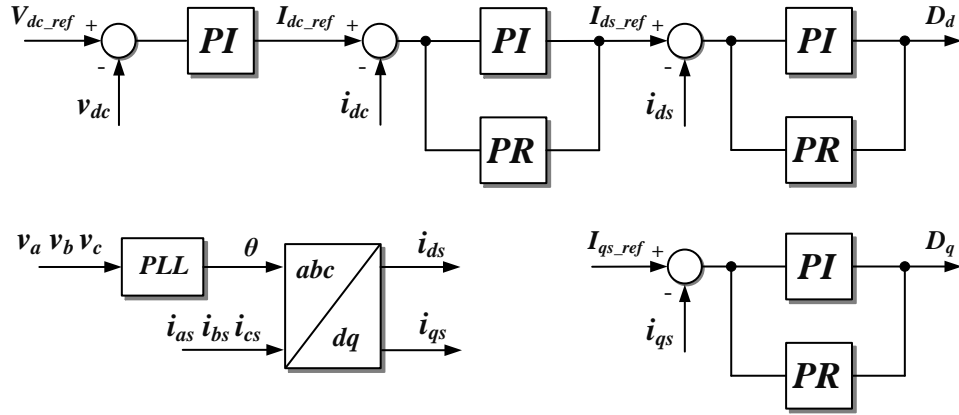 V_dc_ref + - PI I_dc_ref + - PI I_ds_ref + - PI D_d
v_dc i_dc i_ds
PR PR
v_a v_b v_c PLL θ abc i_ds I_qs_ref + - PI D_q
i_as i_bs i_cs dq i_qs i_qs
PR